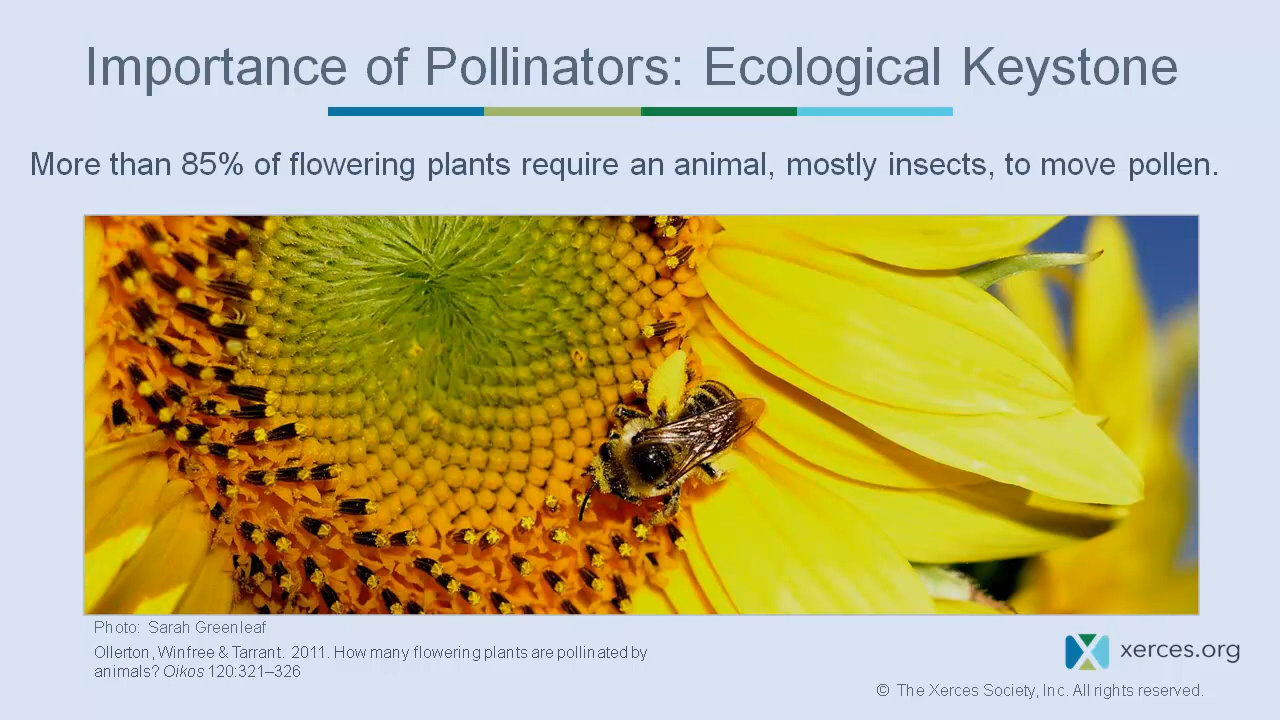 Importance of Pollinators: Ecological Keystone
More than 85% of flowering plants require an animal, mostly insects, to move pollen.
Photo: Sarah Greenleaf
Ollerton, Winfree & Tarrant. 2011. How many flowering plants are pollinated by
animals? Oikos 120:321–326
xerces.org
© The Xerces Society, Inc. All rights reserved.